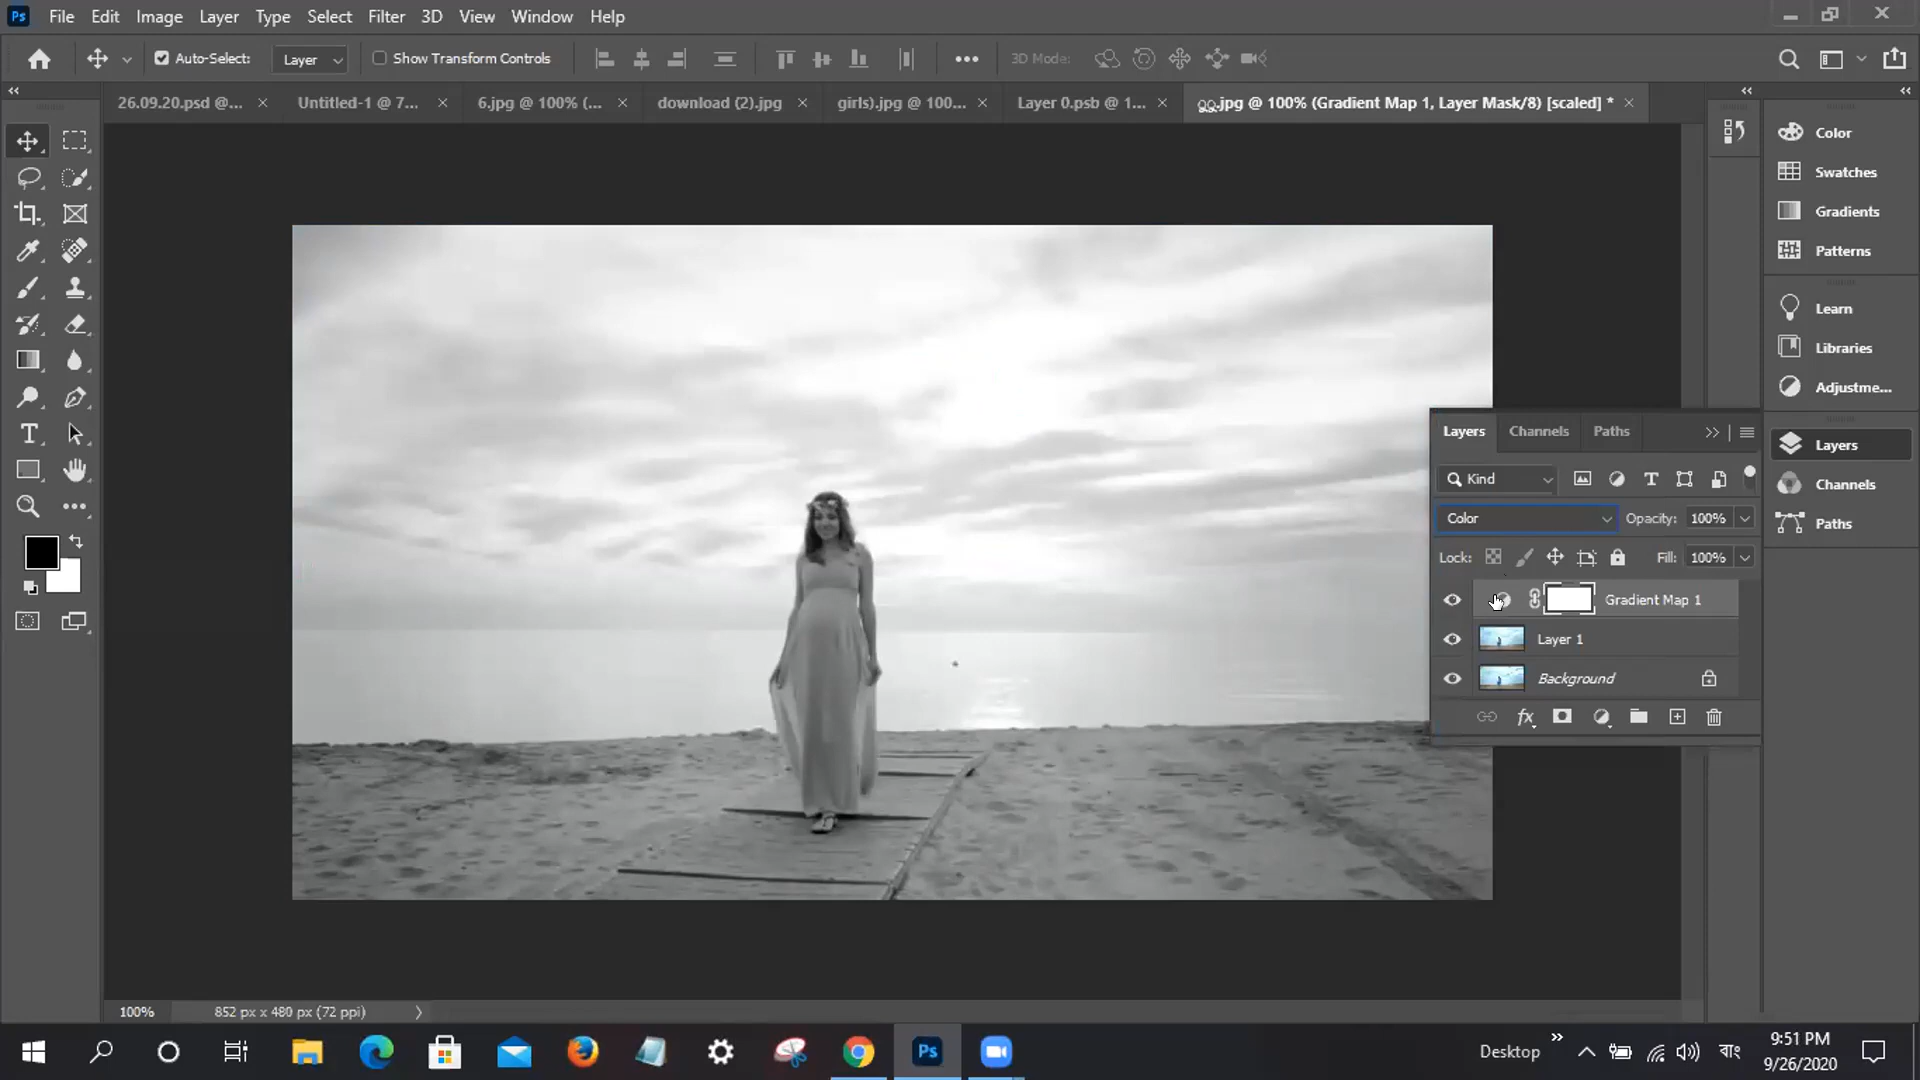 Ps File Edit Image Layer Type Select Filter 3D View Window Help
Auto-Select: Layer Show Transform Controls 3D Mode:
26.09.20.psd @... Untitled-1 @ 7... 6.jpg @ 100% (... download (2).jpg girls).jpg @ 100... Layer 0.psb @ 1... .jpg @ 100% (Gradient Map 1, Layer Mask/8) [scaled] *
Color
Swatches
Gradients
Patterns
Learn
Libraries
Adjustme...
Layers
Channels
Paths
Layers Channels Paths
Kind
Color Opacity: 100%
Lock: Fill: 100%
Gradient Map 1
Layer 1
Background
fx
100% 852 px x 480 px (72 ppi)
Ps
Desktop
বাং
9:51 PM
9/26/2020